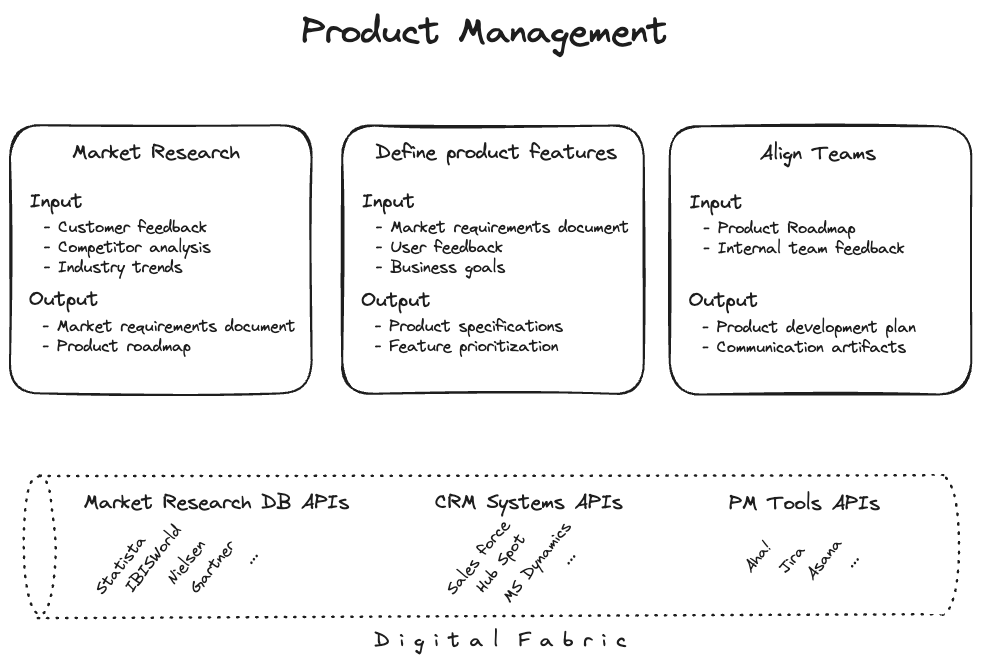 Product Management
Market Research
Input
- Customer feedback
- Competitor analysis
- Industry trends
Output
- Market requirements document
- Product roadmap
Define product features
Input
- Market requirements document
- User feedback
- Business goals
Output
- Product specifications
- Feature prioritization
Align Teams
Input
- Product Roadmap
- Internal team feedback
Output
- Product development plan
- Communication artifacts
Market Research DB APIs
Statista
IBISWorld
Nielsen
Gartner
...
CRM Systems APIs
Sales force
Hub Spot
MS Dynamics
...
PM Tools APIs
Aha!
Jira
Asana
...
Digital Fabric